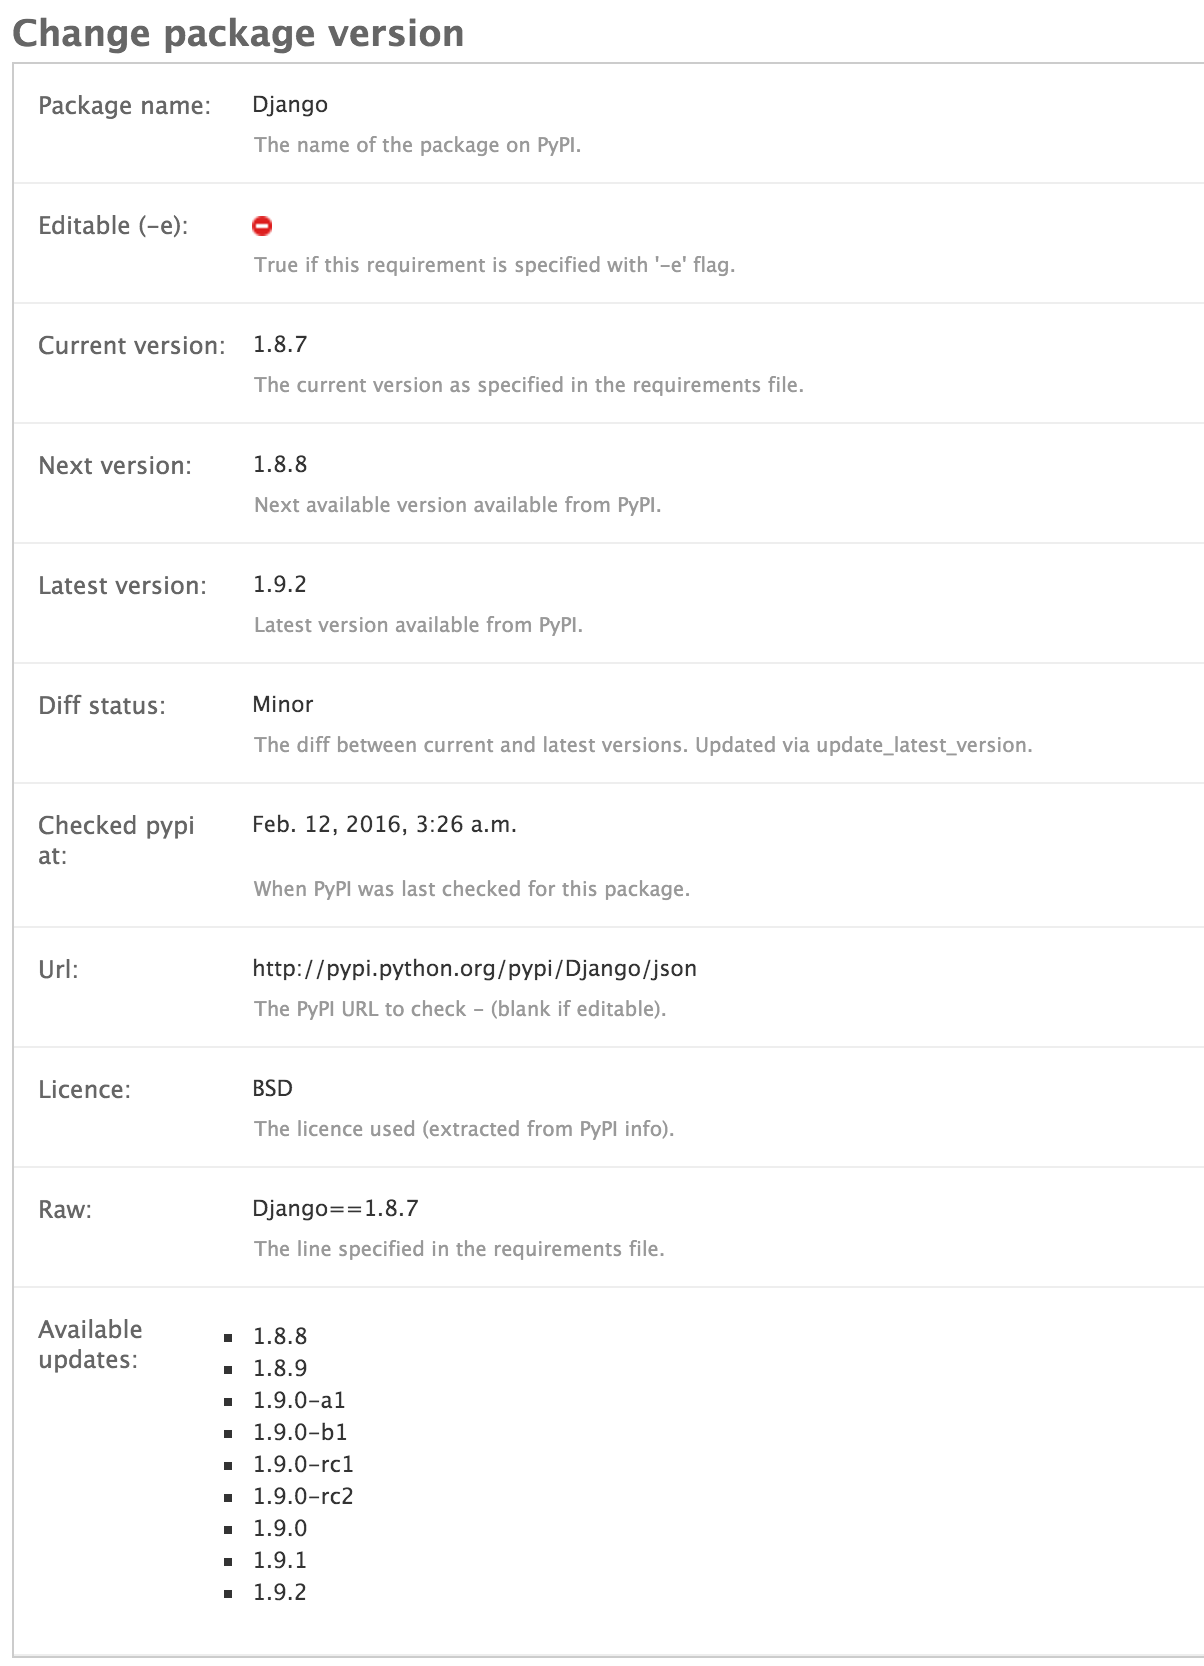 Change package version
Package name: Django
The name of the package on PyPI.
Editable (-e):
True if this requirement is specified with '-e' flag.
Current version: 1.8.7
The current version as specified in the requirements file.
Next version: 1.8.8
Next available version available from PyPI.
Latest version: 1.9.2
Latest version available from PyPI.
Diff status: Minor
The diff between current and latest versions. Updated via update_latest_version.
Checked pypi at: Feb. 12, 2016, 3:26 a.m.
When PyPI was last checked for this package.
Url: http://pypi.python.org/pypi/Django/json
The PyPI URL to check - (blank if editable).
Licence: BSD
The licence used (extracted from PyPI info).
Raw: Django==1.8.7
The line specified in the requirements file.
Available updates:
1.8.8
1.8.9
1.9.0-a1
1.9.0-b1
1.9.0-rc1
1.9.0-rc2
1.9.0
1.9.1
1.9.2